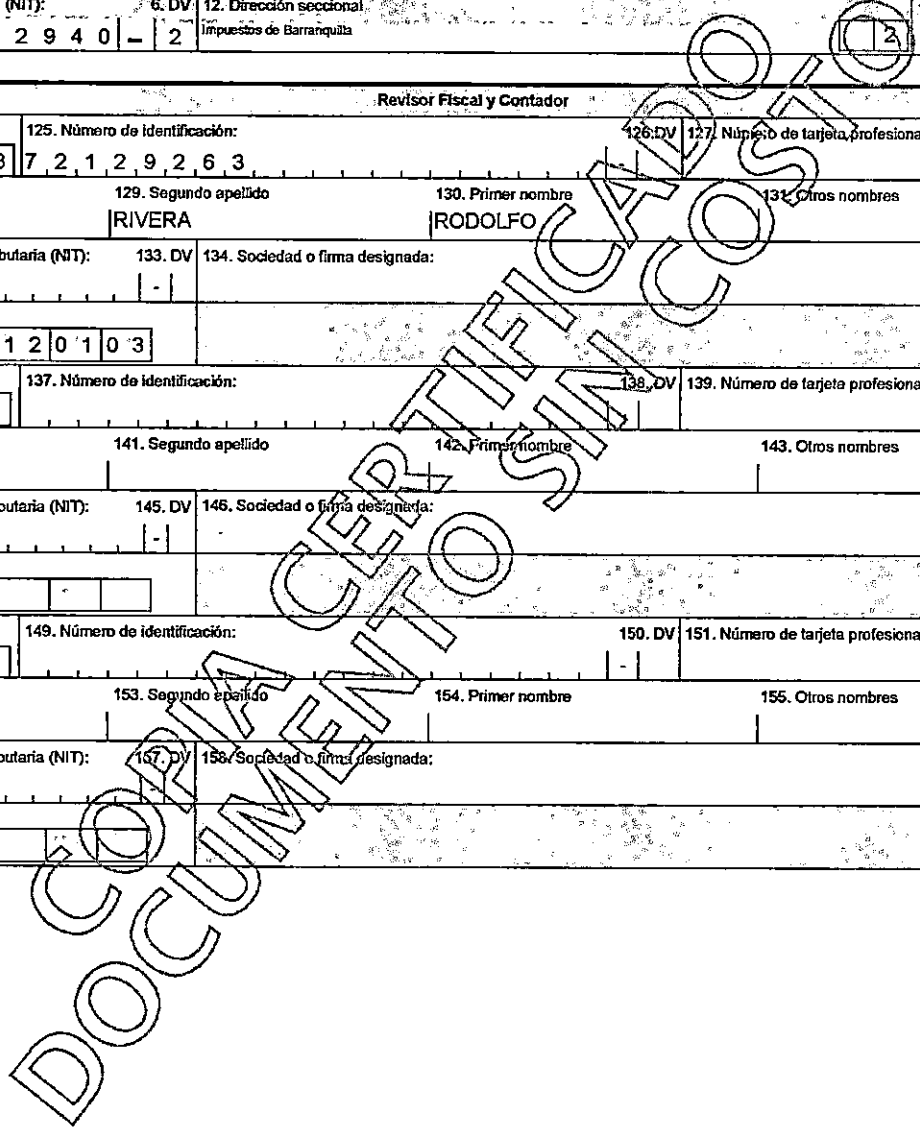 (NIT): 6. DV 12. Dirección seccional
2 9 4 0 - 2 Impuestos de Barranquilla 2
Revisor Fiscal y Contador
125. Número de identificación: 126. DV 127. Número de tarjeta profesiona
3 7 2 1 2 9 2 6 3
129. Segundo apellido 130. Primer nombre 131. Otros nombres
RIVERA RODOLFO
butaria (NIT): 133. DV 134. Sociedad o firma designada:
-
1 2 0 1 0 3
137. Número de identificación: 138. DV 139. Número de tarjeta profesiona
141. Segundo apellido 142. Primer nombre 143. Otros nombres
butaria (NIT): 145. DV 146. Sociedad o firma designada:
-
149. Número de identificación: 150. DV 151. Número de tarjeta profesiona
-
153. Segundo apellido 154. Primer nombre 155. Otros nombres
butaria (NIT): 157. DV 158. Sociedad o firma designada:
COPIA CERTIFICADO
DOCUMENTO SIN COSTO